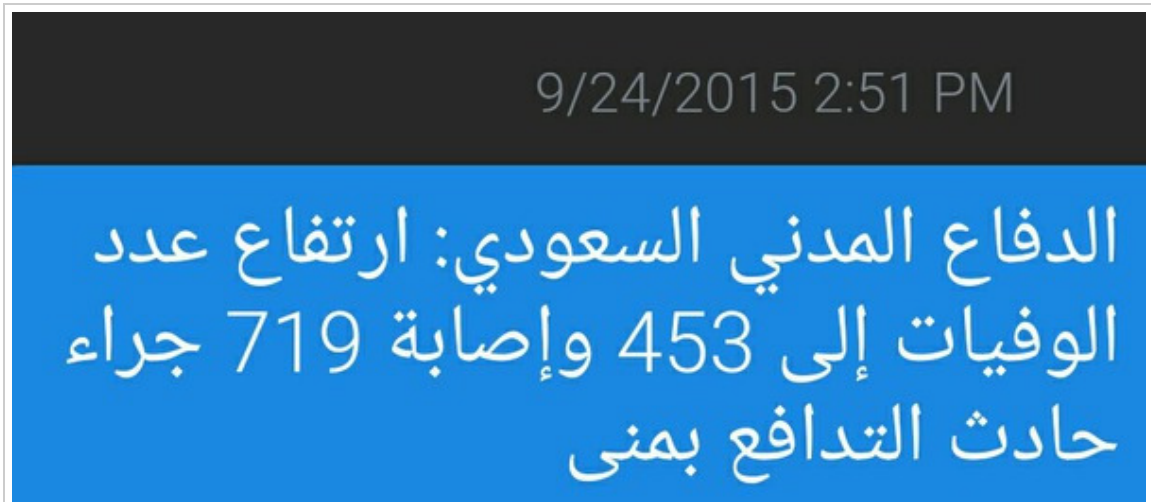 9/24/2015 2:51 PM
الدفاع المدني السعودي: ارتفاع عدد
الوفيات إلى 453 وإصابة 719 جراء
حادث التدافع بمنى